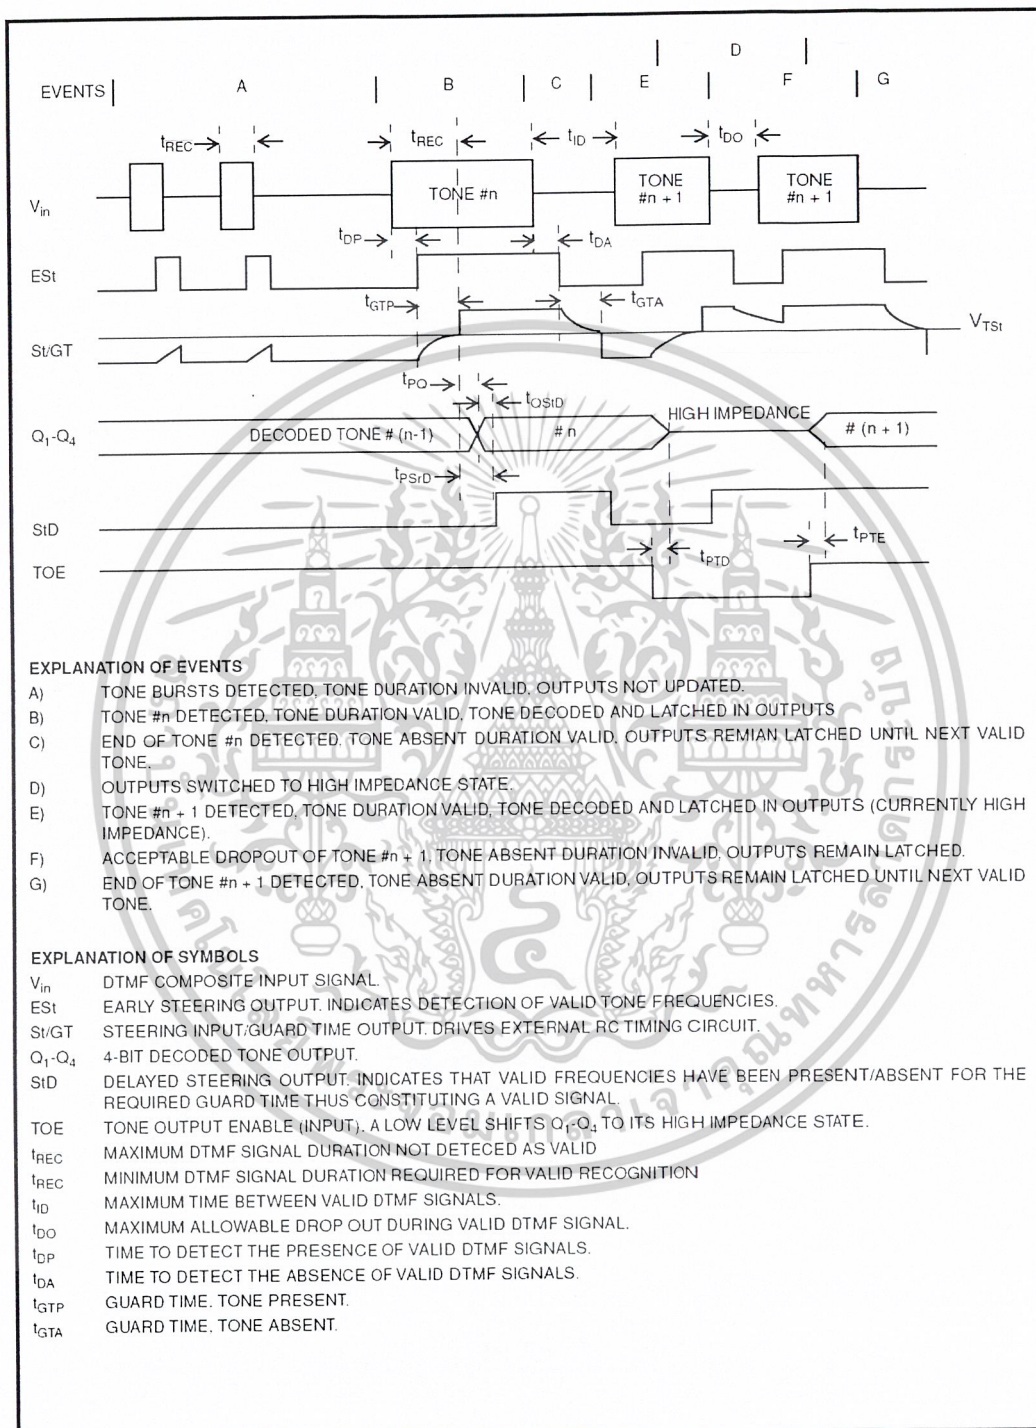 D
EVENTS A B C E F G
tREC tREC tID tDO
TONE #n TONE #n + 1 TONE #n + 1
Vin
tDP tDA
ESt
tGTP tGTA
VTSt
St/GT
tPQ tQStD
HIGH IMPEDANCE
Q1-Q4 DECODED TONE # (n-1) # n # (n + 1)
tPSrD
StD
tPTE
tPTD
TOE
EXPLANATION OF EVENTS
A) TONE BURSTS DETECTED, TONE DURATION INVALID, OUTPUTS NOT UPDATED.
B) TONE #n DETECTED, TONE DURATION VALID, TONE DECODED AND LATCHED IN OUTPUTS
C) END OF TONE #n DETECTED, TONE ABSENT DURATION VALID, OUTPUTS REMIAN LATCHED UNTIL NEXT VALID
TONE.
D) OUTPUTS SWITCHED TO HIGH IMPEDANCE STATE.
E) TONE #n + 1 DETECTED, TONE DURATION VALID, TONE DECODED AND LATCHED IN OUTPUTS (CURRENTLY HIGH
IMPEDANCE).
F) ACCEPTABLE DROPOUT OF TONE #n + 1, TONE ABSENT DURATION INVALID, OUTPUTS REMAIN LATCHED.
G) END OF TONE #n + 1 DETECTED, TONE ABSENT DURATION VALID, OUTPUTS REMAIN LATCHED UNTIL NEXT VALID
TONE.
EXPLANATION OF SYMBOLS
Vin DTMF COMPOSITE INPUT SIGNAL.
ESt EARLY STEERING OUTPUT. INDICATES DETECTION OF VALID TONE FREQUENCIES.
St/GT STEERING INPUT/GUARD TIME OUTPUT. DRIVES EXTERNAL RC TIMING CIRCUIT.
Q1-Q4 4-BIT DECODED TONE OUTPUT.
StD DELAYED STEERING OUTPUT. INDICATES THAT VALID FREQUENCIES HAVE BEEN PRESENT/ABSENT FOR THE
REQUIRED GUARD TIME THUS CONSTITUTING A VALID SIGNAL.
TOE TONE OUTPUT ENABLE (INPUT). A LOW LEVEL SHIFTS Q1-Q4 TO ITS HIGH IMPEDANCE STATE.
tREC MAXIMUM DTMF SIGNAL DURATION NOT DETECED AS VALID
tREC MINIMUM DTMF SIGNAL DURATION REQUIRED FOR VALID RECOGNITION
tID MAXIMUM TIME BETWEEN VALID DTMF SIGNALS.
tDO MAXIMUM ALLOWABLE DROP OUT DURING VALID DTMF SIGNAL.
tDP TIME TO DETECT THE PRESENCE OF VALID DTMF SIGNALS.
tDA TIME TO DETECT THE ABSENCE OF VALID DTMF SIGNALS.
tGTP GUARD TIME, TONE PRESENT.
tGTA GUARD TIME, TONE ABSENT.